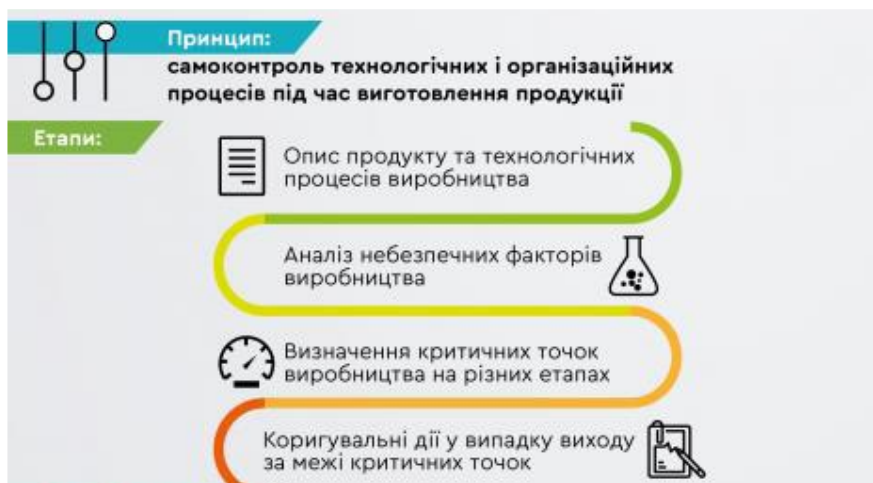 Принцип:
самоконтроль технологічних і організаційних
процесів під час виготовлення продукції
Етапи:
Опис продукту та технологічних
процесів виробництва
Аналіз небезпечних факторів
виробництва
Визначення критичних точок
виробництва на різних етапах
Коригувальні дії у випадку виходу
за межі критичних точок